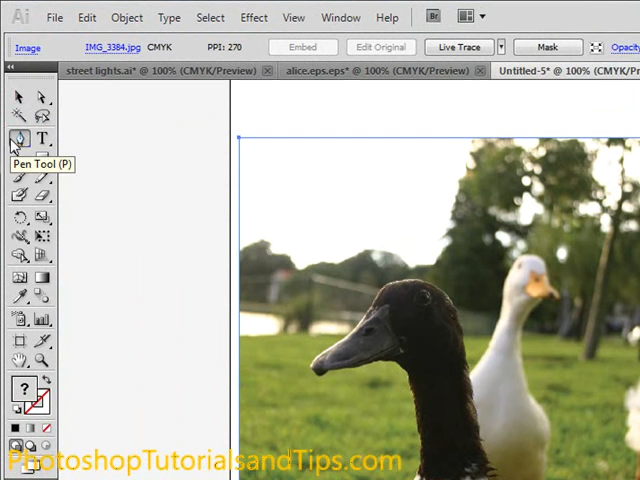 Ai File Edit Object Type Select Effect View Window Help Br
Image IMG_3384.jpg CMYK PPI: 270 Embed Edit Original Live Trace Mask Opacity
street lights.ai* @ 100% (CMYK/Preview) alice.eps.eps* @ 100% (CMYK/Preview) Untitled-5* @ 100% (CMYK/Pre
T
Pen Tool (P)
?
PhotoshopTutorialsandTips.com